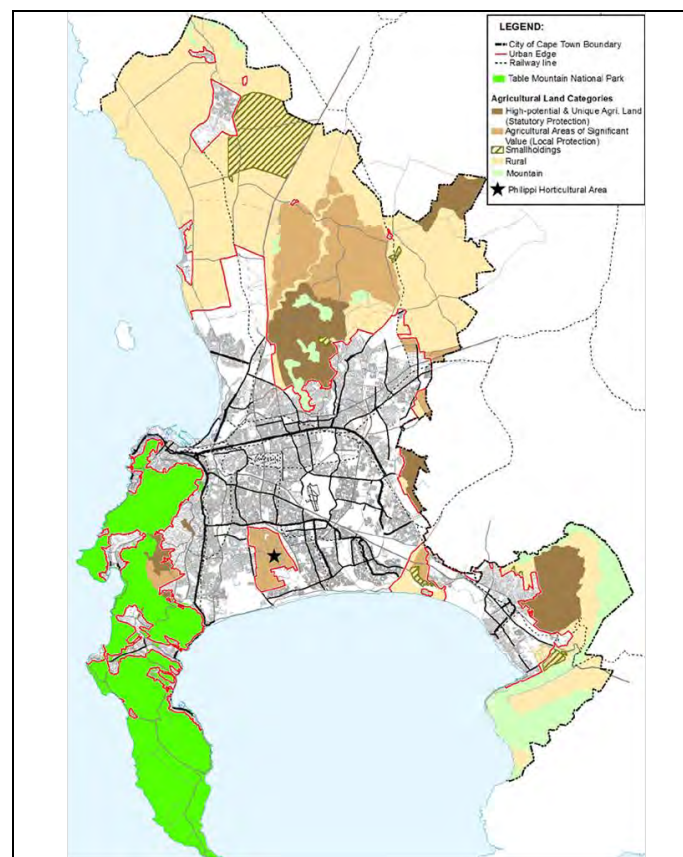 LEGEND:
City of Cape Town Boundary
Urban Edge
Railway line
Table Mountain National Park
Agricultural Land Categories
High-potential & Unique Agri. Land
(Statutory Protection)
Agricultural Areas of Significant
Value (Local Protection)
Smallholdings
Rural
Mountain
Philippi Horticultural Area